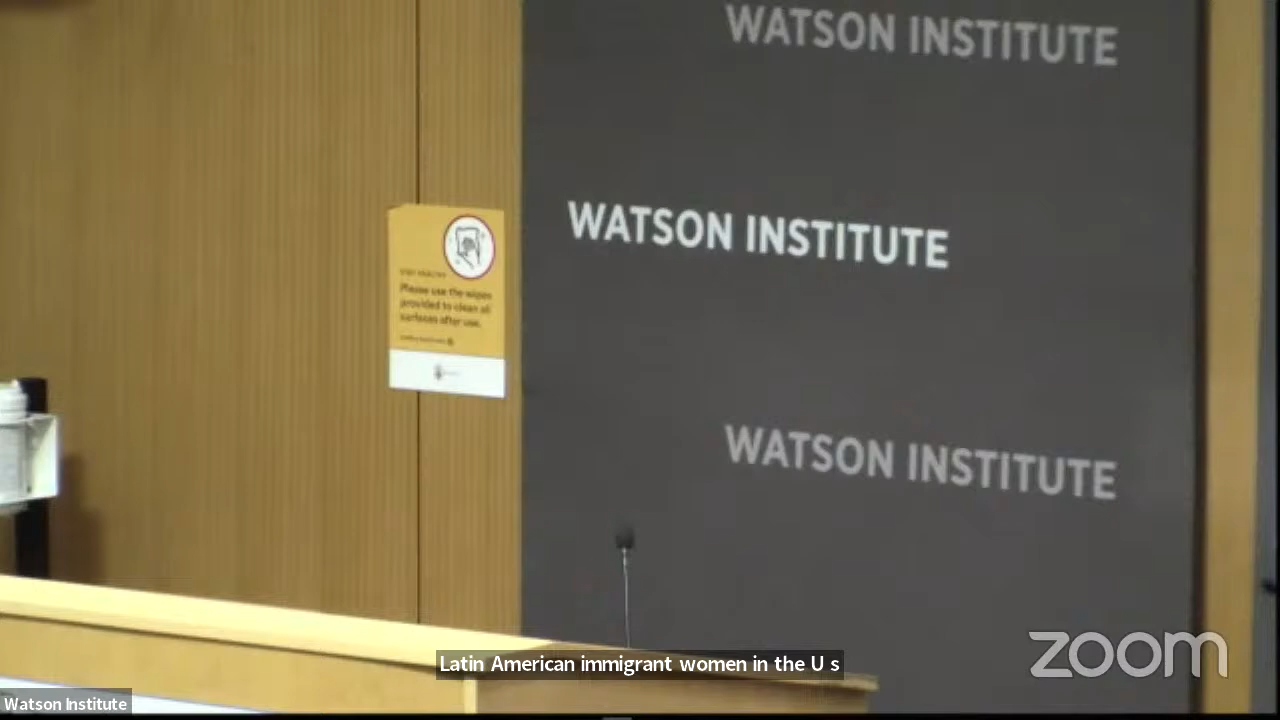 WATSON INSTITUTE
WATSON INSTITUTE
Please use the wipes
provided to clean all
surfaces after use.
WATSON INSTITUTE
zoom
Latin American immigrant women in the U s
Watson Institute